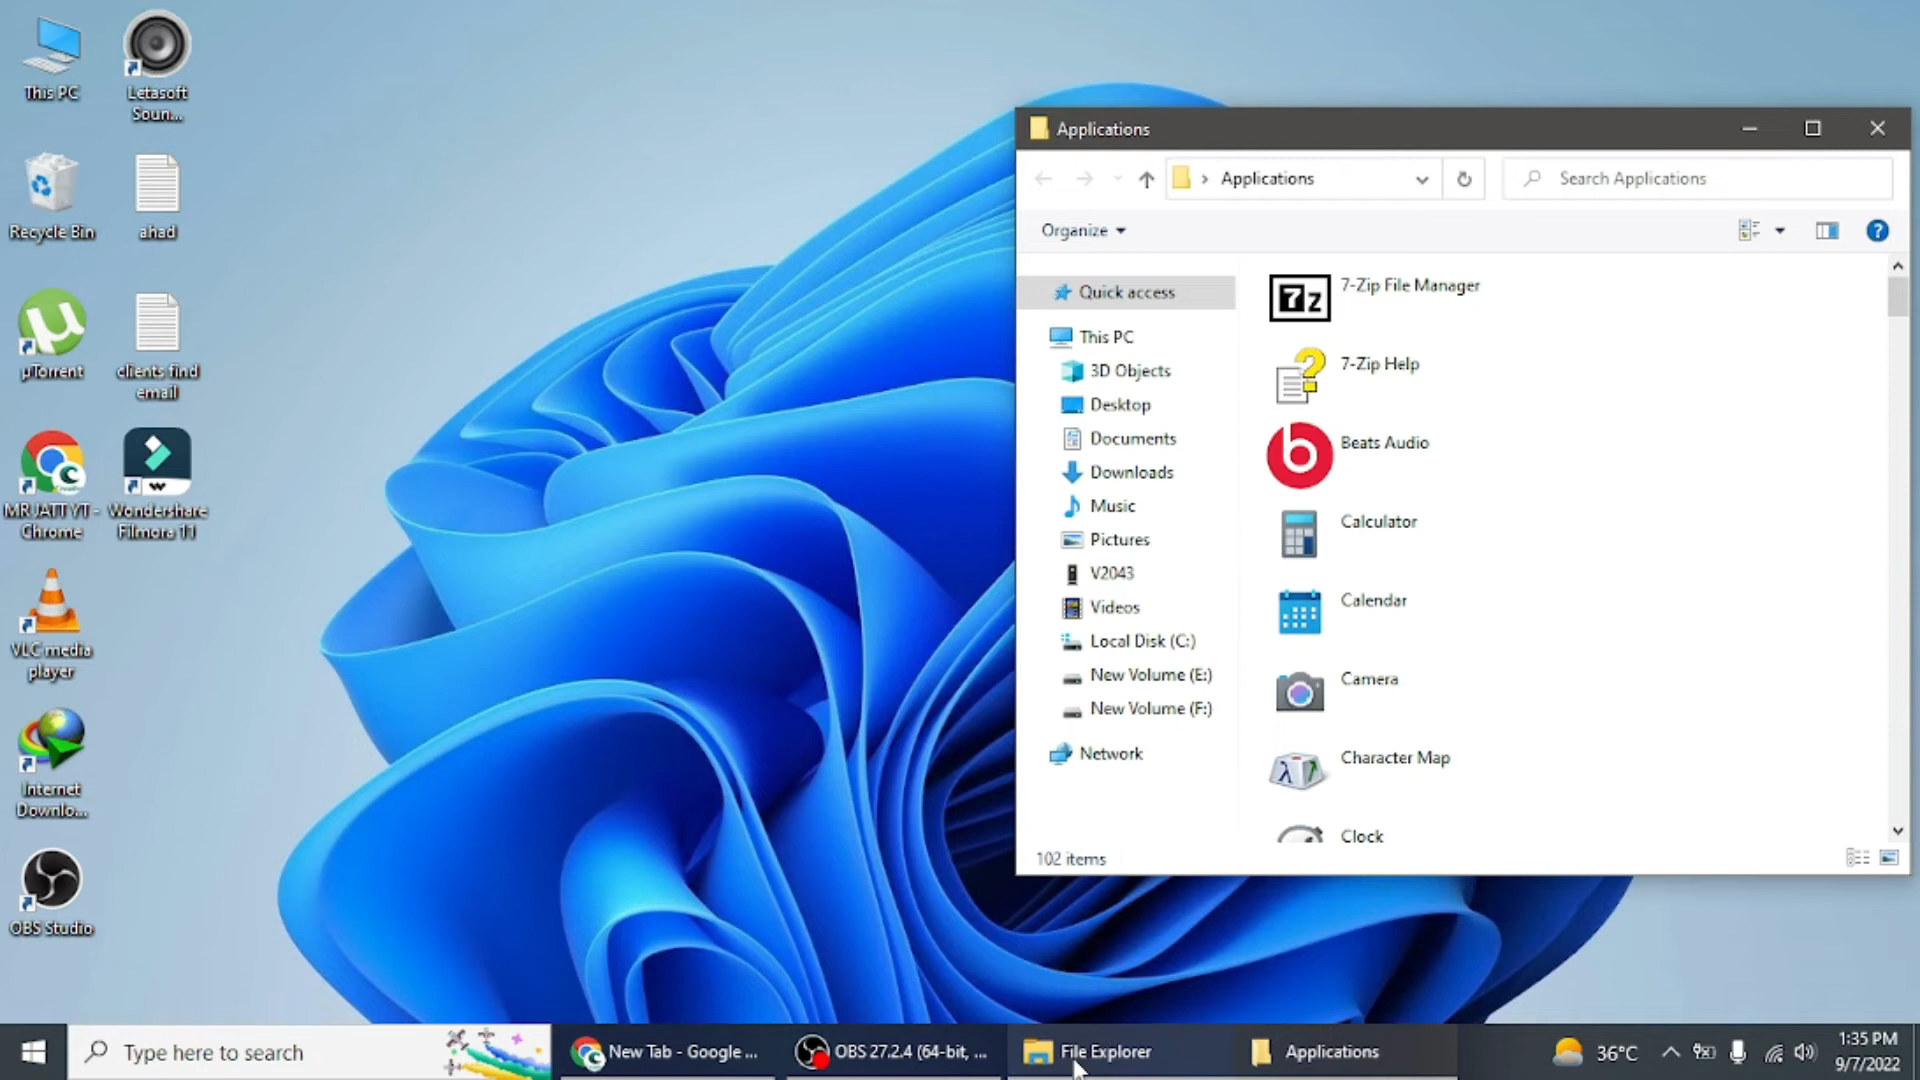 This PC
Letasoft
Soun...
Recycle Bin
ahad
µTorrent
clients find
email
MR JATT YT -
Chrome
Wondershare
Filmora 11
VLC media
player
Internet
Downlo...
OBS Studio
Applications
Applications
Search Applications
Organize
?
Quick access
This PC
3D Objects
Desktop
Documents
Downloads
Music
Pictures
V2043
Videos
Local Disk (C:)
New Volume (E:)
New Volume (F:)
Network
7z
7-Zip File Manager
7-Zip Help
Beats Audio
Calculator
Calendar
Camera
Character Map
Clock
102 items
Type here to search
New Tab - Google ...
OBS 27.2.4 (64-bit, ...
File Explorer
Applications
36°C
1:35 PM
9/7/2022